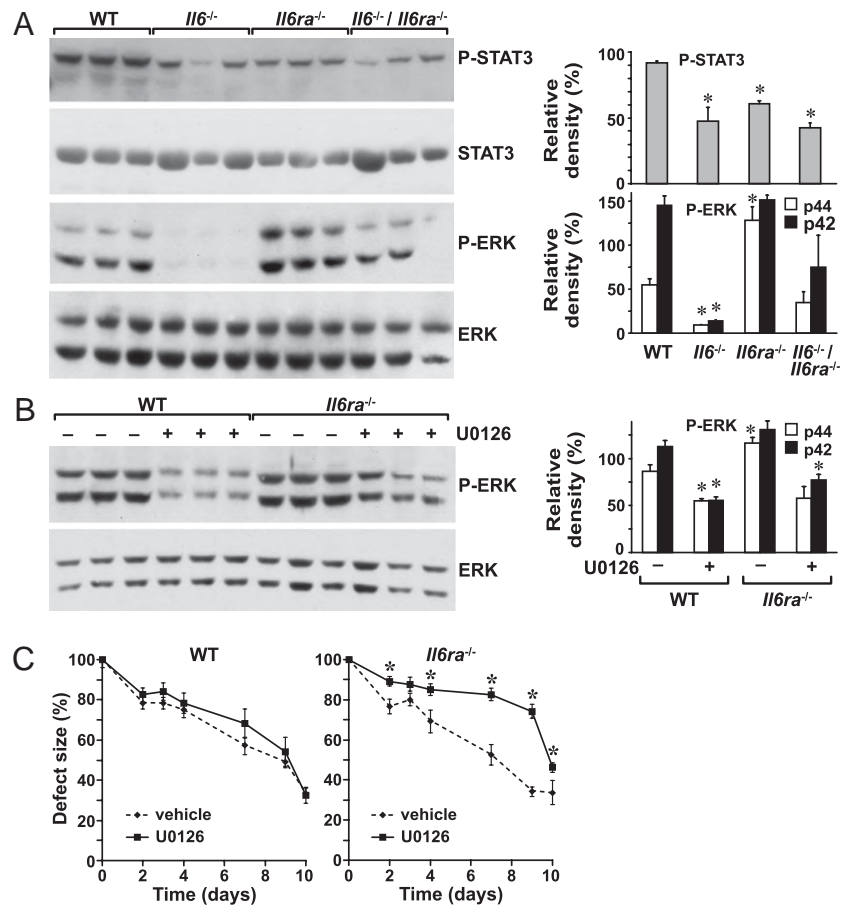 A
WT Il6-/- Il6ra-/- Il6-/- / Il6ra-/-
P-STAT3
STAT3
P-ERK
ERK
P-STAT3
Relative density (%)
100
50
0
* * *
P-ERK
p44
p42
Relative density (%)
150
100
50
0
* * *
WT Il6-/- Il6ra-/- Il6-/- /
Il6ra-/-
B
WT Il6ra-/-
– – – + + + – – – + + + U0126
P-ERK
ERK
P-ERK
p44
p42
Relative density (%)
100
50
0
* * * *
U0126 – + – +
WT Il6ra-/-
C
WT
Defect size (%)
100
80
60
40
20
0
vehicle
U0126
0 2 4 6 8 10
Time (days)
Il6ra-/-
100
80
60
40
20
0
* * * * *
vehicle
U0126
0 2 4 6 8 10
Time (days)